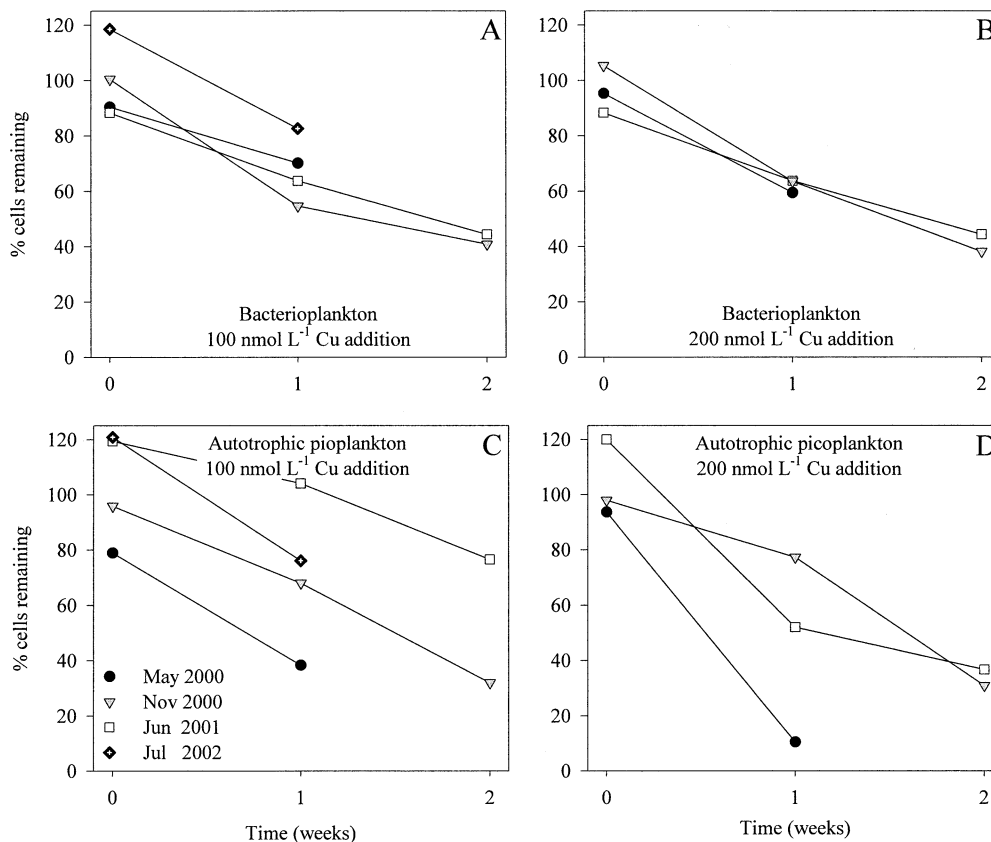 A
120
100
80
60
40
20
0
% cells remaining
Bacterioplankton
100 nmol L⁻¹ Cu addition
0 1 2
B
120
100
80
60
40
20
0
Bacterioplankton
200 nmol L⁻¹ Cu addition
0 1 2
C
Autotrophic pioplankton
100 nmol L⁻¹ Cu addition
120
100
80
60
40
20
0
% cells remaining
May 2000
Nov 2000
Jun 2001
Jul 2002
0 1 2
Time (weeks)
D
Autotrophic picoplankton
200 nmol L⁻¹ Cu addition
120
100
80
60
40
20
0
0 1 2
Time (weeks)